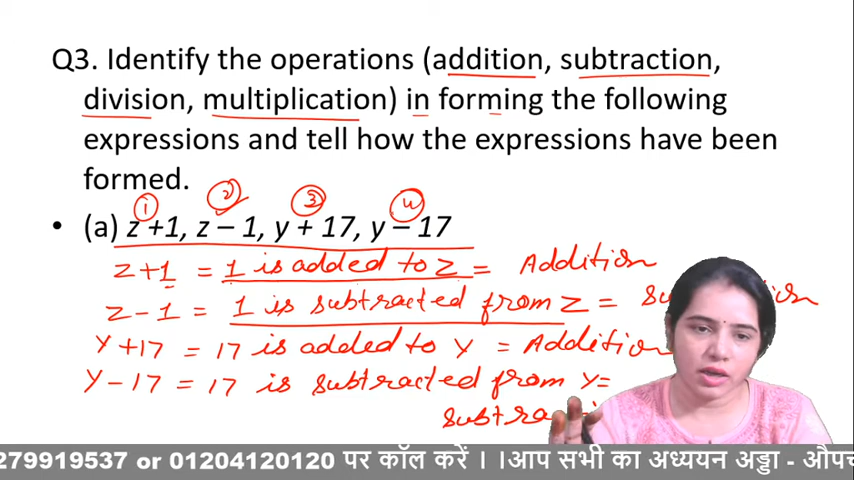 Q3. Identify the operations (addition, subtraction,
division, multiplication) in forming the following
expressions and tell how the expressions have been
formed.
① ② ③ ④
• (a) z +1, z – 1, y + 17, y – 17
z+1 = 1 is added to z = Addition
z-1 = 1 is subtracted from z =
y+17 = 17 is added to y = Addition
y-17 = 17 is subtracted from y=
279919537 or 01204120120 पर कॉल करें । ।आप सभी का अध्ययन अड्डा -